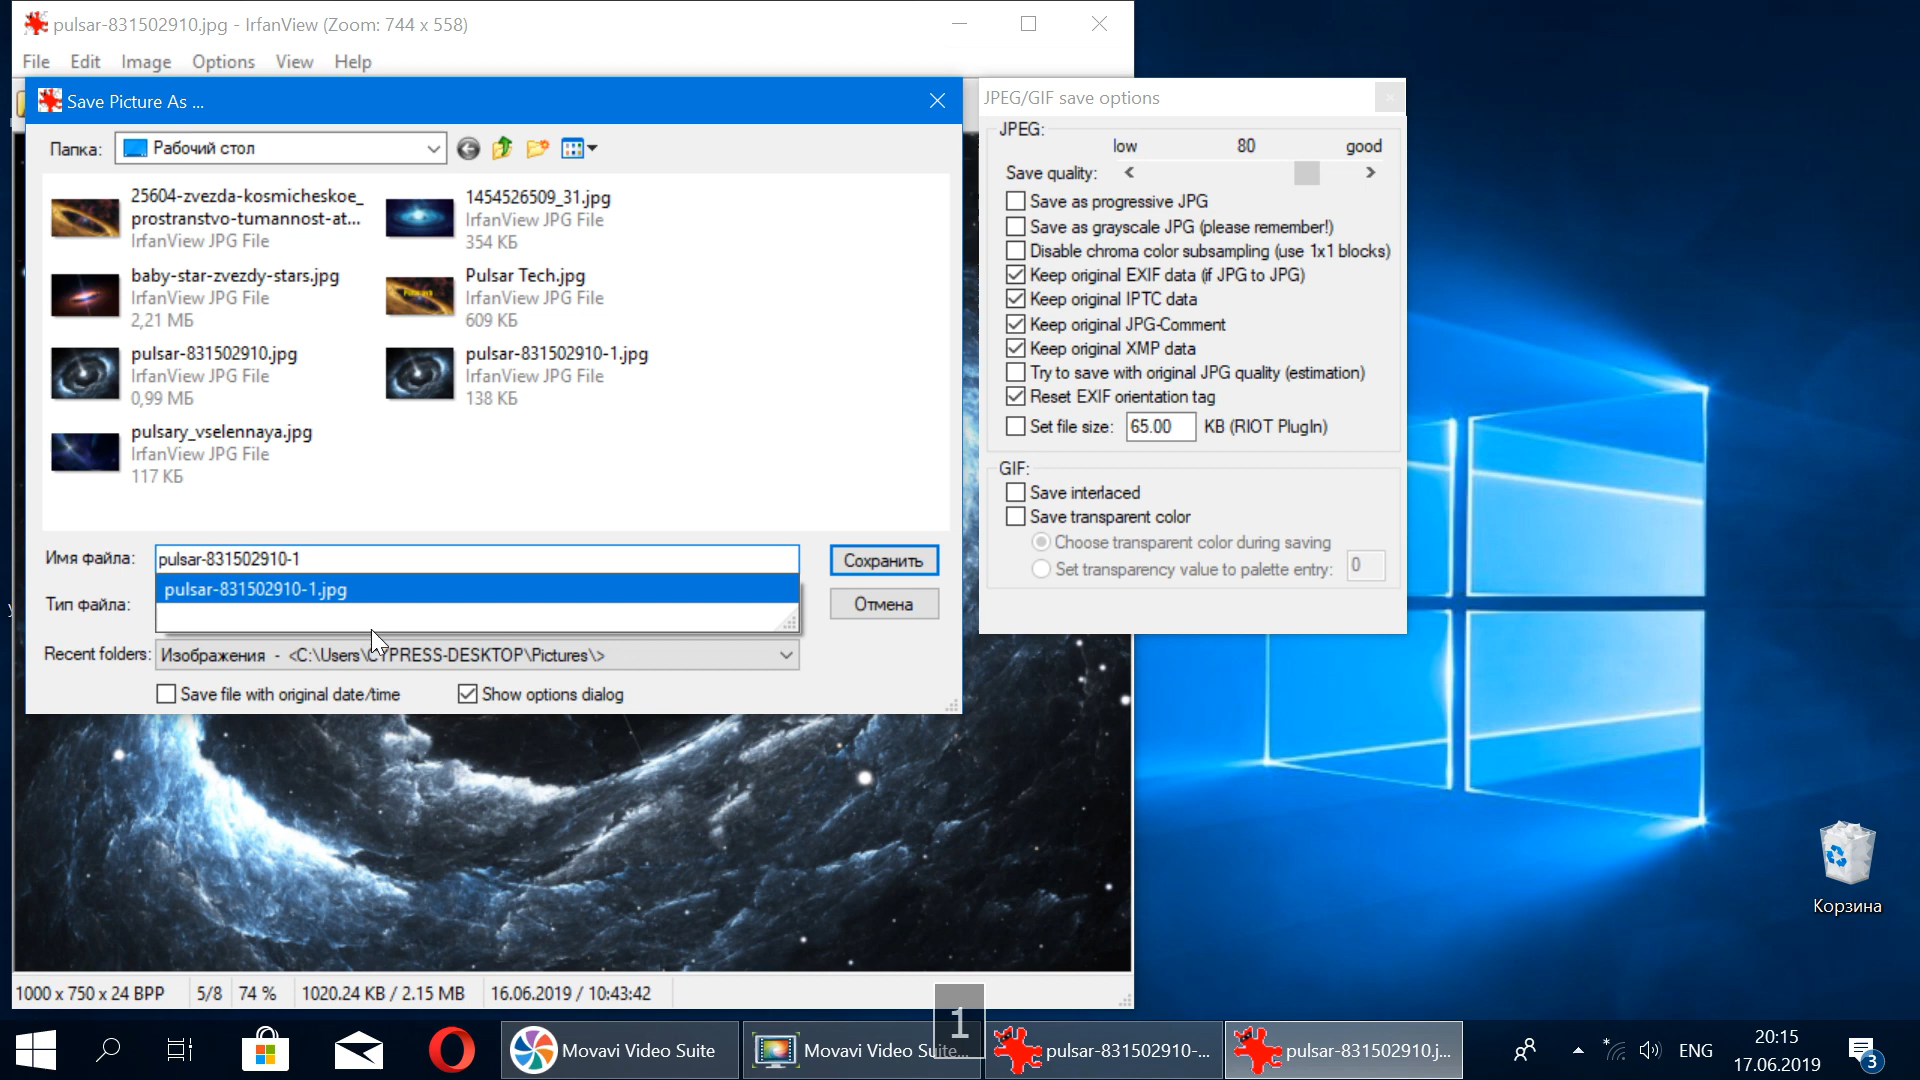 pulsar-831502910.jpg - IrfanView (Zoom: 744 x 558)
File Edit Image Options View Help
Save Picture As ...
Папка: Рабочий стол
25604-zvezda-kosmicheskoe_
prostranstvo-tumannost-at...
IrfanView JPG File
1454526509_31.jpg
IrfanView JPG File
354 КБ
baby-star-zvezdy-stars.jpg
IrfanView JPG File
2,21 МБ
Pulsar Tech.jpg
IrfanView JPG File
609 КБ
pulsar-831502910.jpg
IrfanView JPG File
0,99 МБ
pulsar-831502910-1.jpg
IrfanView JPG File
138 КБ
pulsary_vselennaya.jpg
IrfanView JPG File
117 КБ
Имя файла: pulsar-831502910-1
Сохранить
pulsar-831502910-1.jpg
Тип файла:
Отмена
Recent folders: Изображения - <C:\Users\CYPRESS-DESKTOP\Pictures\>
Save file with original date/time
Show options dialog
JPEG/GIF save options
JPEG:
low 80 good
Save quality: < >
Save as progressive JPG
Save as grayscale JPG (please remember!)
Disable chroma color subsampling (use 1x1 blocks)
Keep original EXIF data (if JPG to JPG)
Keep original IPTC data
Keep original JPG-Comment
Keep original XMP data
Try to save with original JPG quality (estimation)
Reset EXIF orientation tag
Set file size: 65.00 KB (RIOT PlugIn)
GIF:
Save interlaced
Save transparent color
Choose transparent color during saving
Set transparency value to palette entry: 0
Корзина
1000 x 750 x 24 BPP 5/8 74 % 1020.24 KB / 2.15 MB 16.06.2019 / 10:43:42
1
Movavi Video Suite
Movavi Video Suite...
pulsar-831502910-...
pulsar-831502910.j...
ENG
20:15
17.06.2019
3